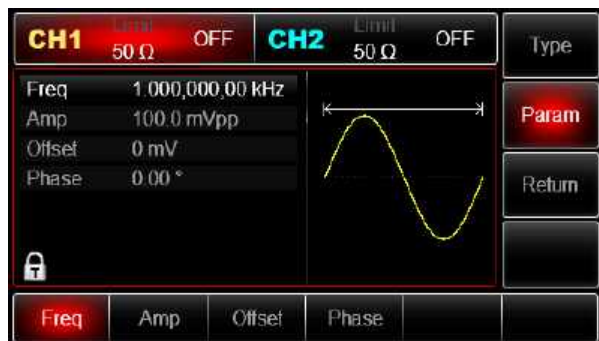 CH1 Limit 50 Ω OFF CH2 Limit 50 Ω OFF Type
Freq 1.000,000,00 kHz
Amp 100.0 mVpp
Offset 0 mV
Phase 0.00 °
Param
Return
Freq Amp Offset Phase